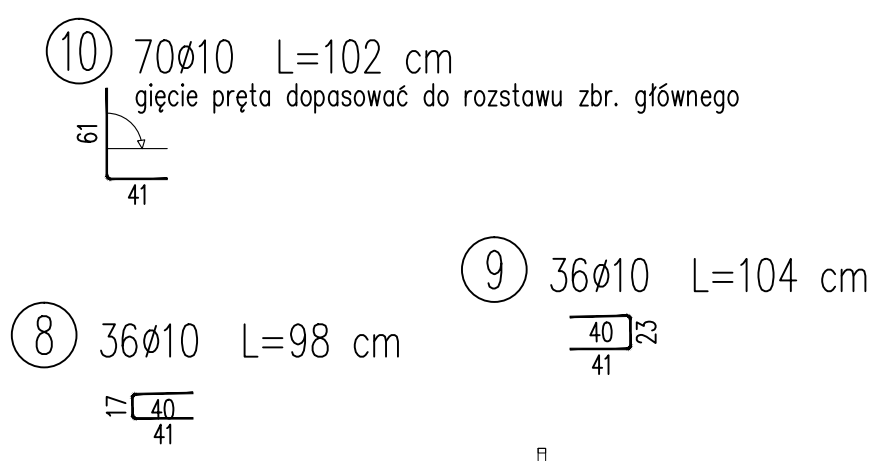 10 70ø10 L=102 cm
gięcie pręta dopasować do rozstawu zbr. głównego
61
41
9 36ø10 L=104 cm
40 23
41
8 36ø10 L=98 cm
17 40
41